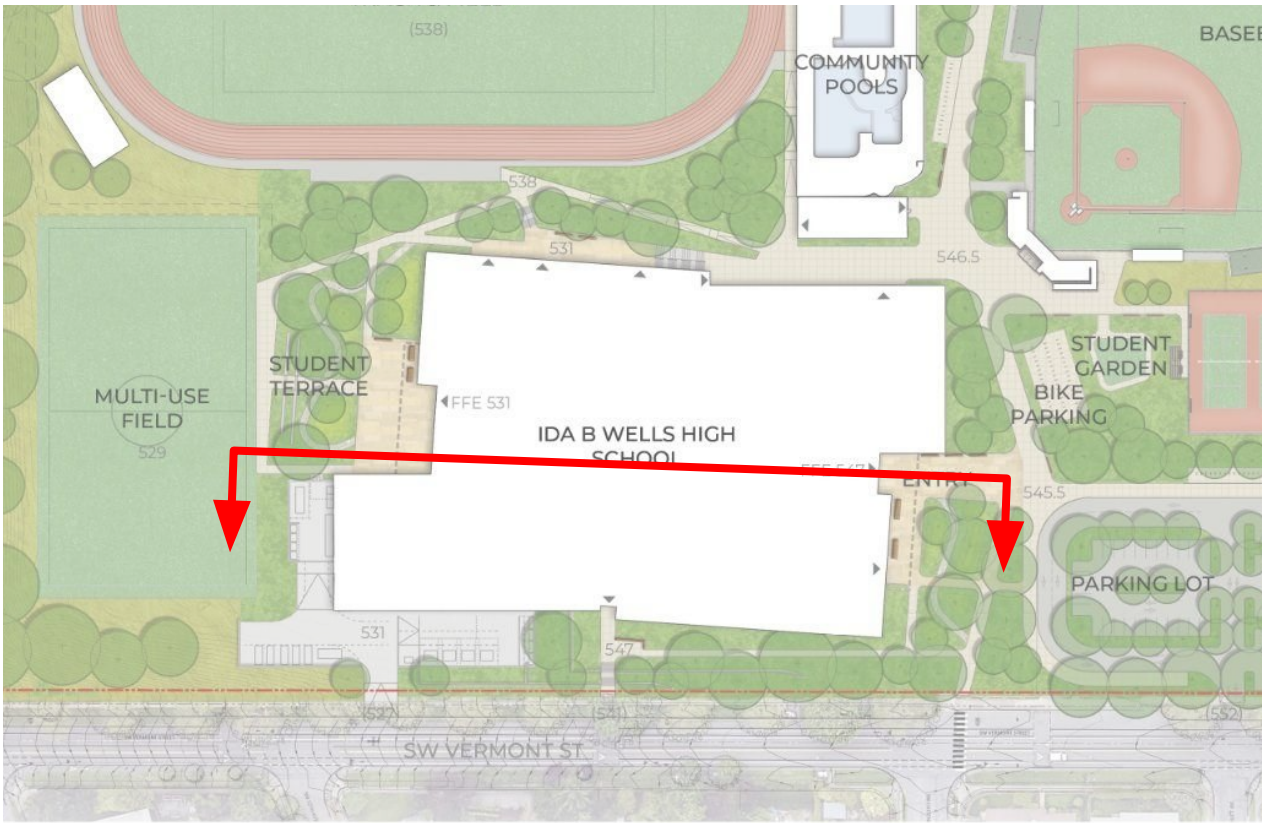 (538)
BASEB
COMMUNITY
POOLS
538
531
546.5
STUDENT
TERRACE
STUDENT
GARDEN
MULTI-USE
FIELD
529
FFE 531
BIKE
PARKING
IDA B WELLS HIGH
SCHOOL
ENTRY
545.5
PARKING LOT
531
547
(527)
(541)
(552)
SW VERMONT ST